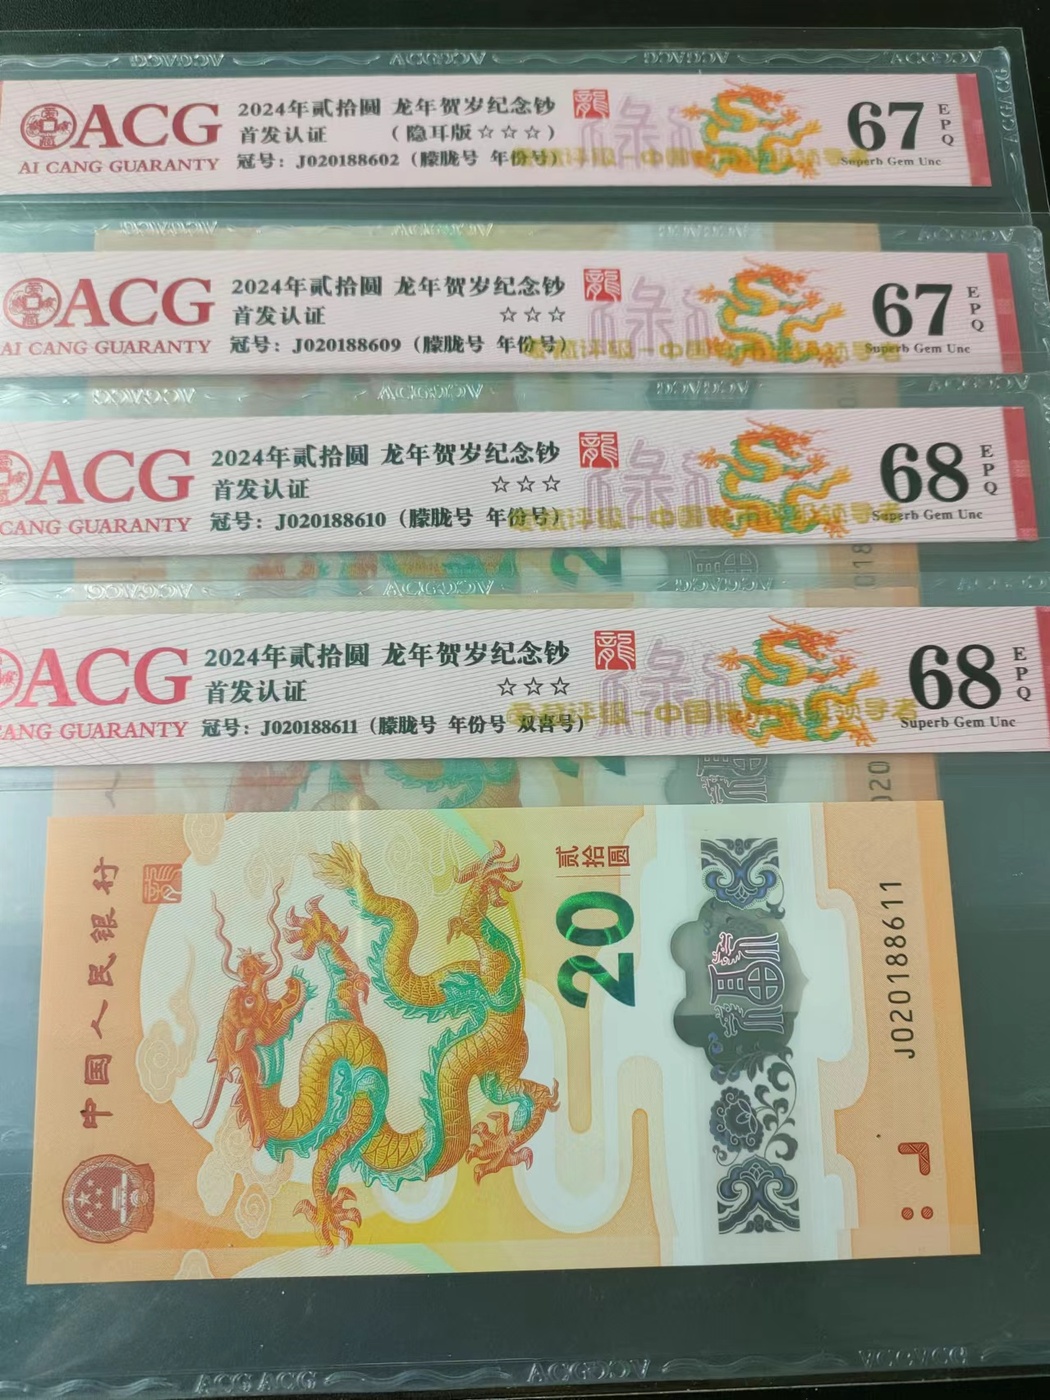 ACG
AI CANG GUARANTY
2024年贰拾圆 龙年贺岁纪念钞
首发认证 (隐耳版☆☆☆)
冠号: J020188602 (朦胧号 年份号)
龍
67
EPQ
Superb Gem Unc
ACG
AI CANG GUARANTY
2024年贰拾圆 龙年贺岁纪念钞
首发认证 ☆☆☆
冠号: J020188609 (朦胧号 年份号)
龍
67
EPQ
Superb Gem Unc
ACG
CANG GUARANTY
2024年贰拾圆 龙年贺岁纪念钞
首发认证 ☆☆☆
冠号: J020188610 (朦胧号 年份号)
龍
68
EPQ
Superb Gem Unc
ACG
CANG GUARANTY
2024年贰拾圆 龙年贺岁纪念钞
首发认证 ☆☆☆
冠号: J020188611 (朦胧号 年份号 双喜号)
龍
68
EPQ
Superb Gem Unc
中国人民银行
贰拾圆
20
福
J020188611